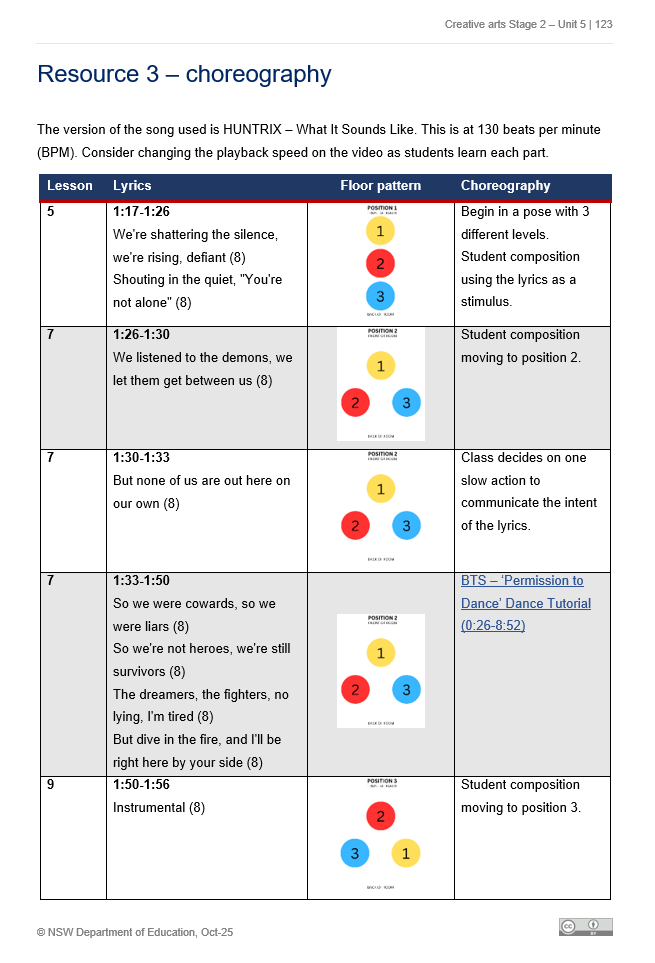 Creative arts Stage 2 – Unit 5 | 123
Resource 3 – choreography
The version of the song used is HUNTRIX – What It Sounds Like. This is at 130 beats per minute
(BPM). Consider changing the playback speed on the video as students learn each part.
Lesson Lyrics Floor pattern Choreography
5
1:17-1:26
We're shattering the silence,
we're rising, defiant (8)
Shouting in the quiet, "You're
not alone" (8)
POSITION 1
1
2
3
Begin in a pose with 3
different levels.
Student composition
using the lyrics as a
stimulus.
7
1:26-1:30
We listened to the demons, we
let them get between us (8)
POSITION 2
1
2 3
BACK OF ROOM
Student composition
moving to position 2.
7
1:30-1:33
But none of us are out here on
our own (8)
POSITION 2
1
2 3
BACK OF ROOM
Class decides on one
slow action to
communicate the intent
of the lyrics.
7
1:33-1:50
So we were cowards, so we
were liars (8)
So we're not heroes, we're still
survivors (8)
The dreamers, the fighters, no
lying, I'm tired (8)
But dive in the fire, and I'll be
right here by your side (8)
POSITION 2
1
2 3
BACK OF ROOM
BTS – 'Permission to
Dance' Dance Tutorial
(0:26-8:52)
9
1:50-1:56
Instrumental (8)
POSITION 3
2
3 1
Student composition
moving to position 3.
© NSW Department of Education, Oct-25
cc
BY